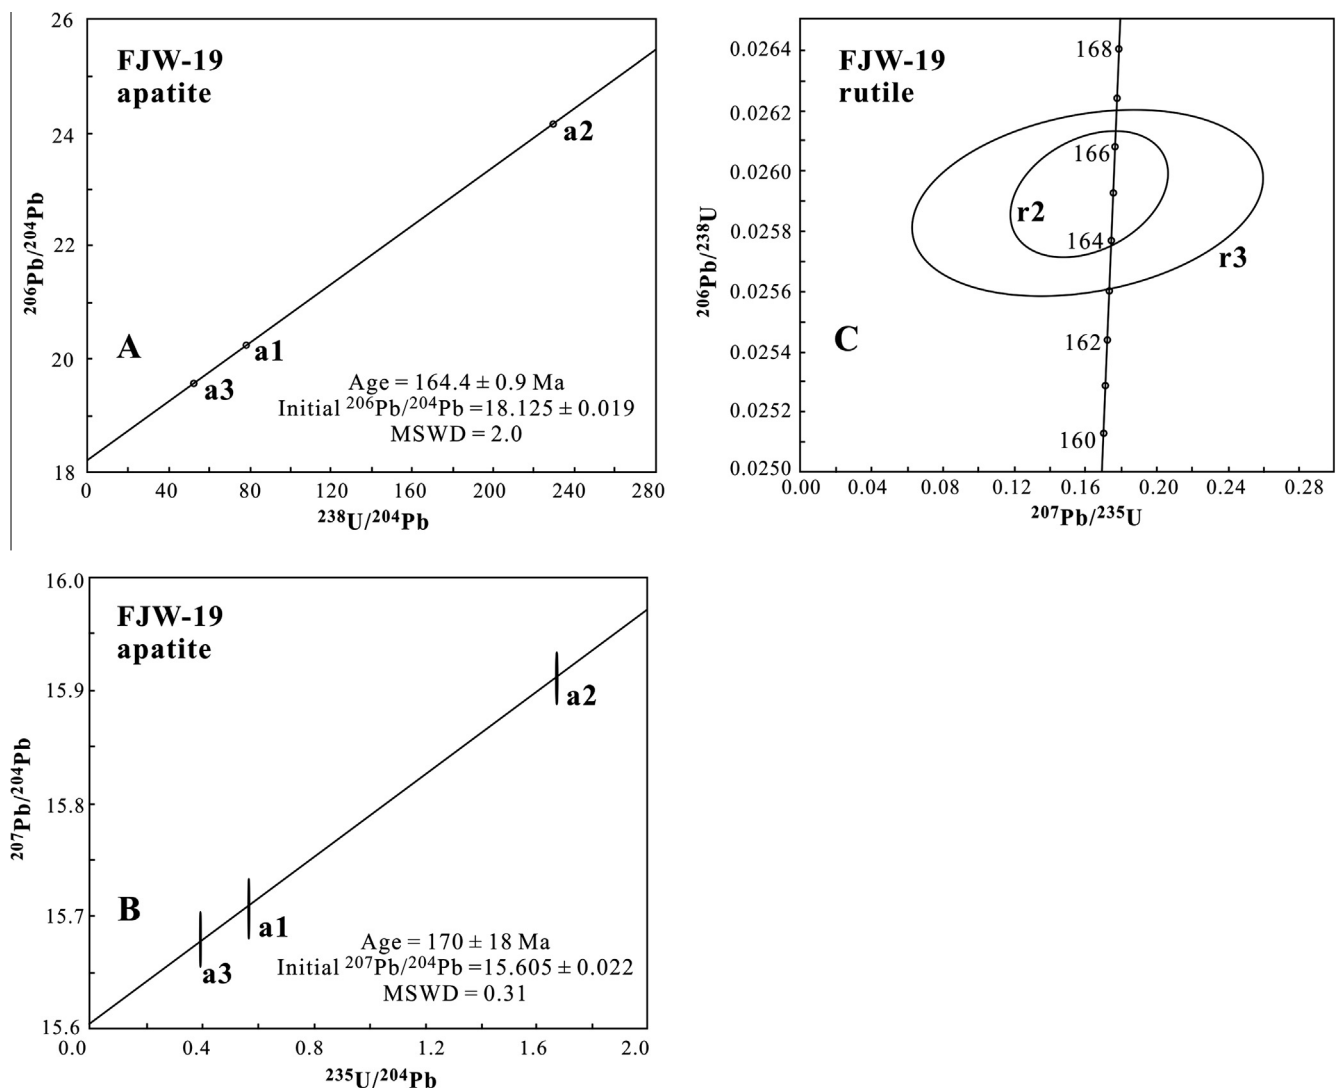 FJW-19
apatite
26
24
22
20
18
²⁰⁶Pb/²⁰⁴Pb
a2
a1
a3
A
Age = 164.4 ± 0.9 Ma
Initial ²⁰⁶Pb/²⁰⁴Pb =18.125 ± 0.019
MSWD = 2.0
0 40 80 120 160 200 240 280
²³⁸U/²⁰⁴Pb
FJW-19
rutile
0.0264
0.0262
0.0260
0.0258
0.0256
0.0254
0.0252
0.0250
²⁰⁶Pb/²³⁸U
168
166
r2
164
r3
162
C
160
0.00 0.04 0.08 0.12 0.16 0.20 0.24 0.28
²⁰⁷Pb/²³⁵U
FJW-19
apatite
16.0
15.9
15.8
15.7
15.6
²⁰⁷Pb/²⁰⁴Pb
a2
a1
a3
B
Age = 170 ± 18 Ma
Initial ²⁰⁷Pb/²⁰⁴Pb =15.605 ± 0.022
MSWD = 0.31
0.0 0.4 0.8 1.2 1.6 2.0
²³⁵U/²⁰⁴Pb